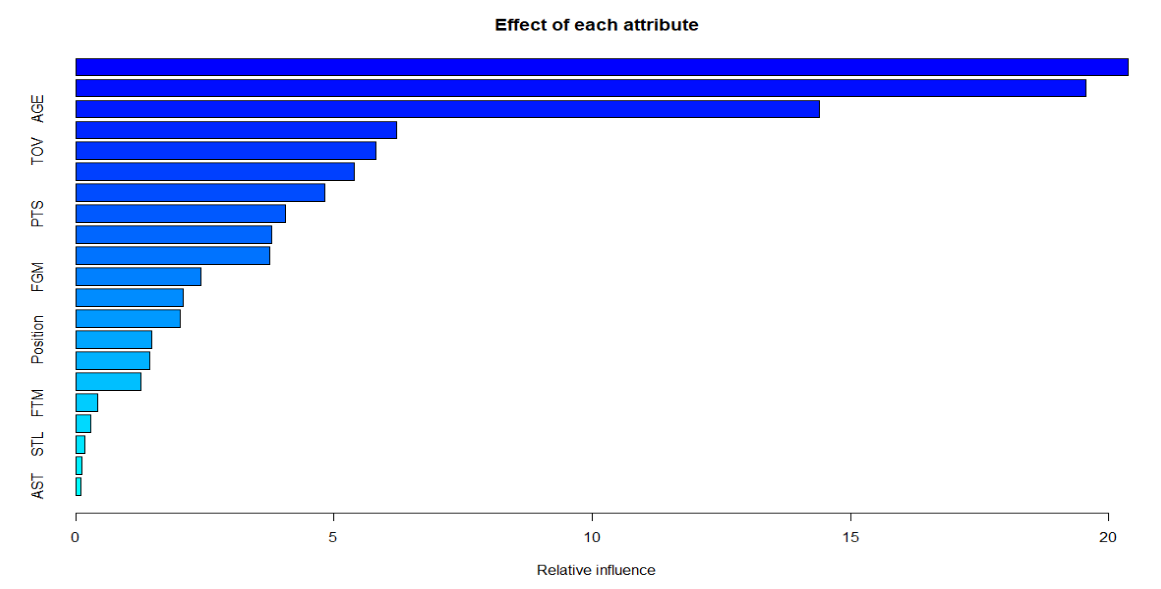 Effect of each attribute
AGE
TOV
PTS
FGM
Position
FTM
STL
AST
0 5 10 15 20
Relative influence